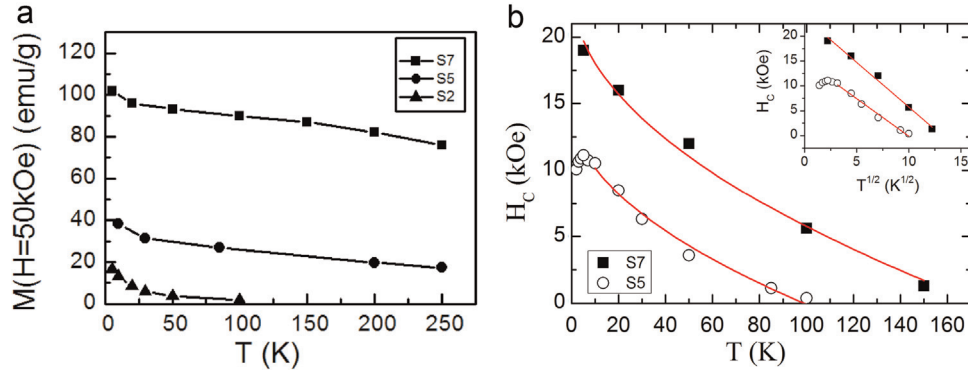 a
M(H=50kOe) (emu/g)
120
100
80
60
40
20
0
S7
S5
S2
0 50 100 150 200 250
T (K)
b
H_C (kOe)
20
15
10
5
0
S7
S5
0 20 40 60 80 100 120 140 160
T (K)
H_C (kOe)
20
15
10
5
0
0 5 10 15
T^1/2 (K^1/2)